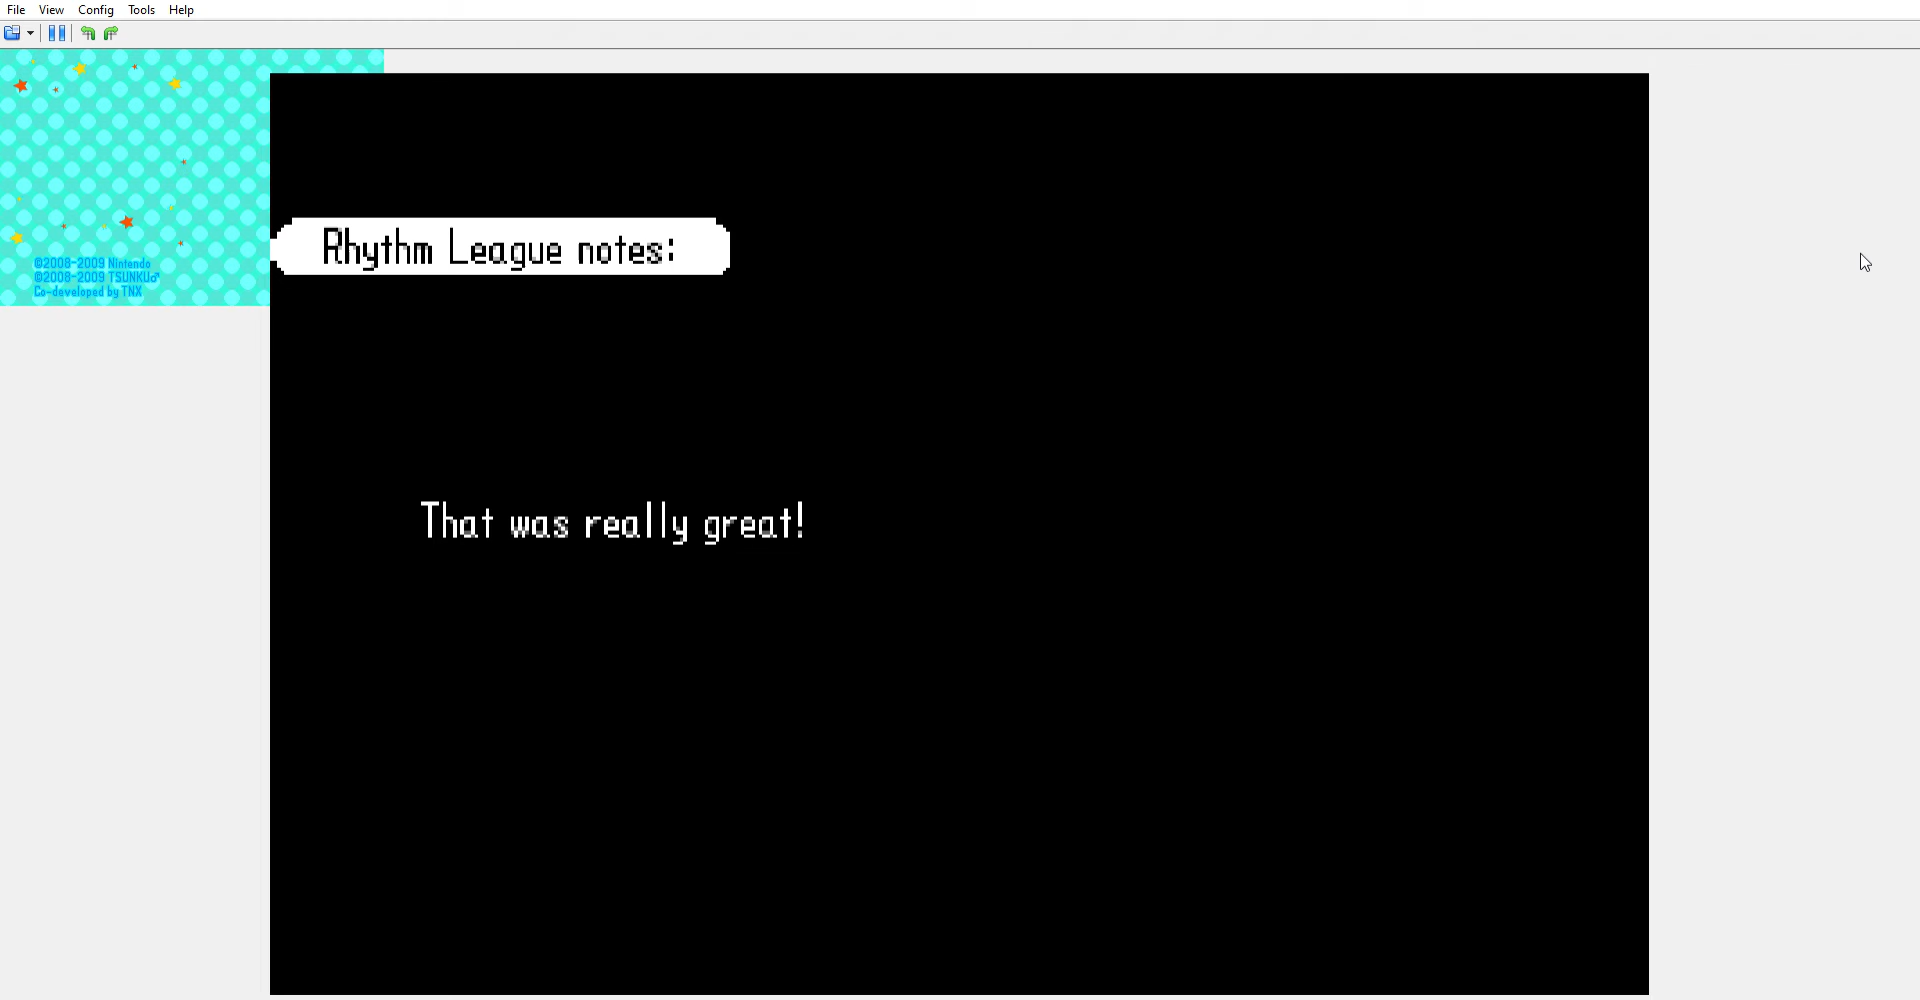 File View Config Tools Help
©2008-2009 Nintendo
©2008-2009 TSUNKU♂
Co-developed by TNX
Rhythm League notes:
That was really great!